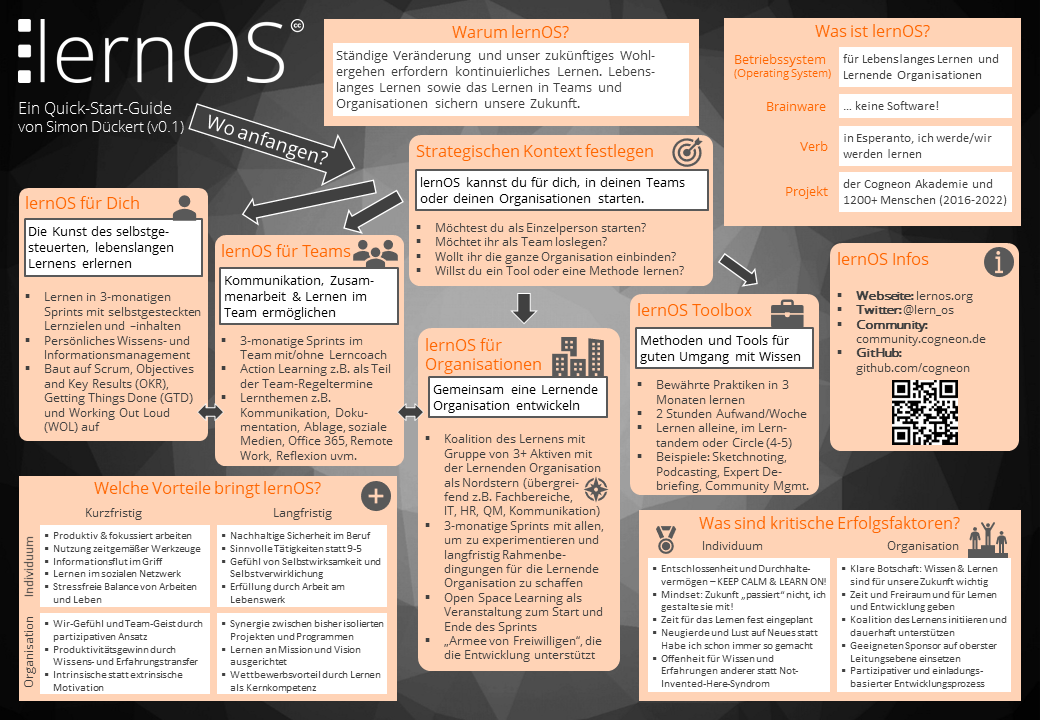 lernOS
cc
Ein Quick-Start-Guide
von Simon Dückert (v0.1)
Wo anfangen?
Warum lernOS?
Ständige Veränderung und unser zukünftiges Wohl-
ergehen erfordern kontinuierliches Lernen. Lebens-
langes Lernen sowie das Lernen in Teams und
Organisationen sichern unsere Zukunft.
Was ist lernOS?
Betriebssystem
(Operating System)
für Lebenslanges Lernen und
Lernende Organisationen
Brainware
... keine Software!
Verb
in Esperanto, ich werde/wir
werden lernen
Projekt
der Cogneon Akademie und
1200+ Menschen (2016-2022)
Strategischen Kontext festlegen
lernOS kannst du für dich, in deinen Teams
oder deinen Organisationen starten.
▪ Möchtest du als Einzelperson starten?
▪ Möchtet ihr als Team loslegen?
▪ Wollt ihr die ganze Organisation einbinden?
▪ Willst du ein Tool oder eine Methode lernen?
lernOS für Dich
Die Kunst des selbstge-
steuerten, lebenslangen
Lernens erlernen
▪ Lernen in 3-monatigen
Sprints mit selbstgesteckten
Lernzielen und –inhalten
▪ Persönliches Wissens- und
Informationsmanagement
▪ Baut auf Scrum, Objectives
and Key Results (OKR),
Getting Things Done (GTD)
und Working Out Loud
(WOL) auf
lernOS für Teams
Kommunikation, Zusam-
menarbeit & Lernen im
Team ermöglichen
▪ 3-monatige Sprints im
Team mit/ohne Lerncoach
▪ Action Learning z.B. als Teil
der Team-Regeltermine
▪ Lernthemen z.B.
Kommunikation, Doku-
mentation, Ablage, soziale
Medien, Office 365, Remote
Work, Reflexion uvm.
lernOS für
Organisationen
Gemeinsam eine Lernende
Organisation entwickeln
▪ Koalition des Lernens mit
Gruppe von 3+ Aktiven mit
der Lernenden Organisation
als Nordstern (übergrei-
fend z.B. Fachbereiche,
IT, HR, QM, Kommunikation)
▪ 3-monatige Sprints mit allen,
um zu experimentieren und
langfristig Rahmenbe-
dingungen für die Lernende
Organisation zu schaffen
▪ Open Space Learning als
Veranstaltung zum Start und
Ende des Sprints
▪ „Armee von Freiwilligen“, die
die Entwicklung unterstützt
lernOS Toolbox
Methoden und Tools für
guten Umgang mit Wissen
▪ Bewährte Praktiken in 3
Monaten lernen
▪ 2 Stunden Aufwand/Woche
▪ Lernen alleine, im Lern-
tandem oder Circle (4-5)
▪ Beispiele: Sketchnoting,
Podcasting, Expert De-
briefing, Community Mgmt.
lernOS Infos
▪ Webseite: lernos.org
▪ Twitter: @lern_os
▪ Community:
community.cogneon.de
▪ GitHub:
github.com/cogneon
Welche Vorteile bringt lernOS?
Kurzfristig
Langfristig
Individuum
▪ Produktiv & fokussiert arbeiten
▪ Nutzung zeitgemäßer Werkzeuge
▪ Informationsflut im Griff
▪ Lernen im sozialen Netzwerk
▪ Stressfreie Balance von Arbeiten
und Leben
▪ Nachhaltige Sicherheit im Beruf
▪ Sinnvolle Tätigkeiten statt 9-5
▪ Gefühl von Selbstwirksamkeit und
Selbstverwirklichung
▪ Erfüllung durch Arbeit am
Lebenswerk
Organisation
▪ Wir-Gefühl und Team-Geist durch
partizipativen Ansatz
▪ Produktivitätsgewinn durch
Wissens- und Erfahrungstransfer
▪ Intrinsische statt extrinsische
Motivation
▪ Synergie zwischen bisher isolierten
Projekten und Programmen
▪ Lernen an Mission und Vision
ausgerichtet
▪ Wettbewerbsvorteil durch Lernen
als Kernkompetenz
Was sind kritische Erfolgsfaktoren?
Individuum
Organisation
▪ Entschlossenheit und Durchhalte-
vermögen – KEEP CALM & LEARN ON!
▪ Mindset: Zukunft „passiert“ nicht, ich
gestalte sie mit!
▪ Zeit für das Lernen fest eingeplant
▪ Neugierde und Lust auf Neues statt
Habe ich schon immer so gemacht
▪ Offenheit für Wissen und
Erfahrungen anderer statt Not-
Invented-Here-Syndrom
▪ Klare Botschaft: Wissen & Lernen
sind für unsere Zukunft wichtig
▪ Zeit und Freiraum und für Lernen
und Entwicklung geben
▪ Koalition des Lernens initiieren und
dauerhaft unterstützen
▪ Geeigneten Sponsor auf oberster
Leitungsebene einsetzen
▪ Partizipativer und einladungs-
basierter Entwicklungsprozess